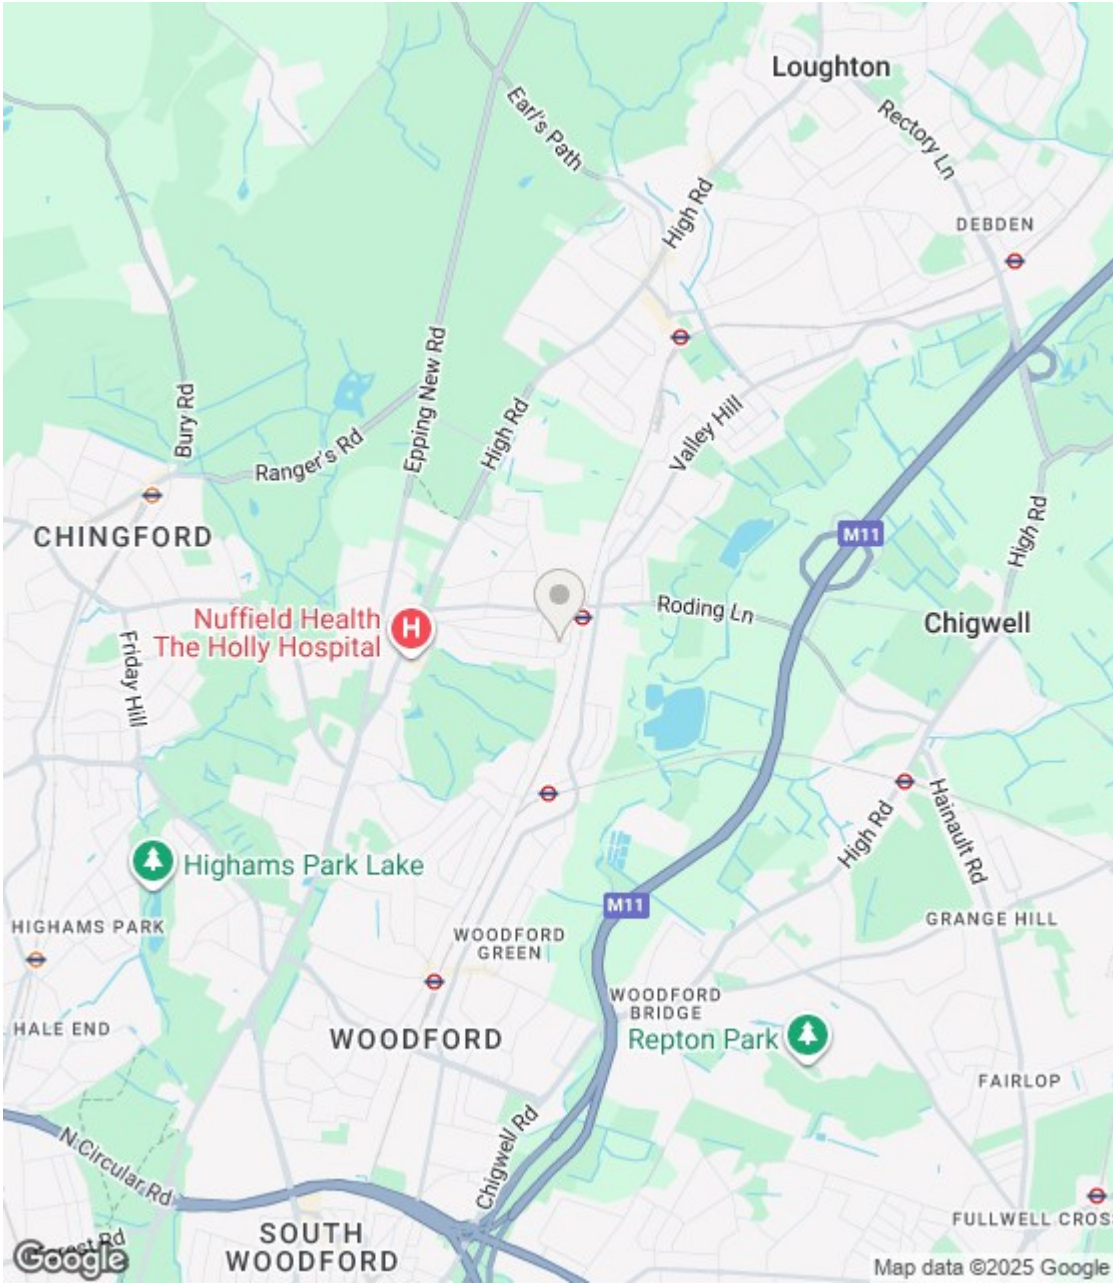 Loughton
Rectory Ln
Earl's Path
High Rd
DEBDEN
Epping New Rd
Bury Rd
Ranger's Rd
High Rd
Valley Hill
High Rd
CHINGFORD
M11
Nuffield Health
The Holly Hospital
H
Roding Ln
Chigwell
Friday Hill
High Rd
Hainault Rd
Highams Park Lake
M11
HIGHAMS PARK
GRANGE HILL
WOODFORD
GREEN
WOODFORD
BRIDGE
HALE END
WOODFORD
Repton Park
FAIRLOP
N.Circular Rd
Chigwell Rd
FULLWELL CROS
SOUTH
WOODFORD
Rd
Google
Map data ©2025 Google